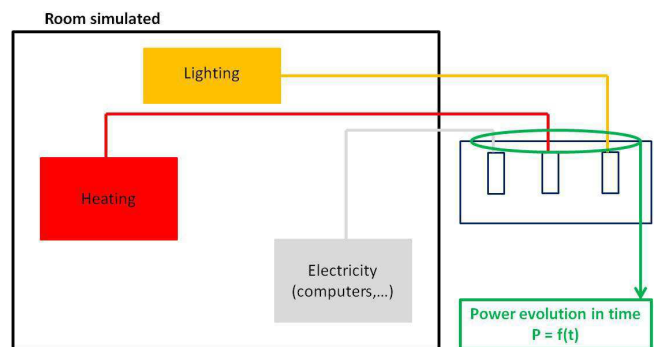 Room simulated
Lighting
Heating
Electricity
(computers,...)
Power evolution in time
P = f(t)